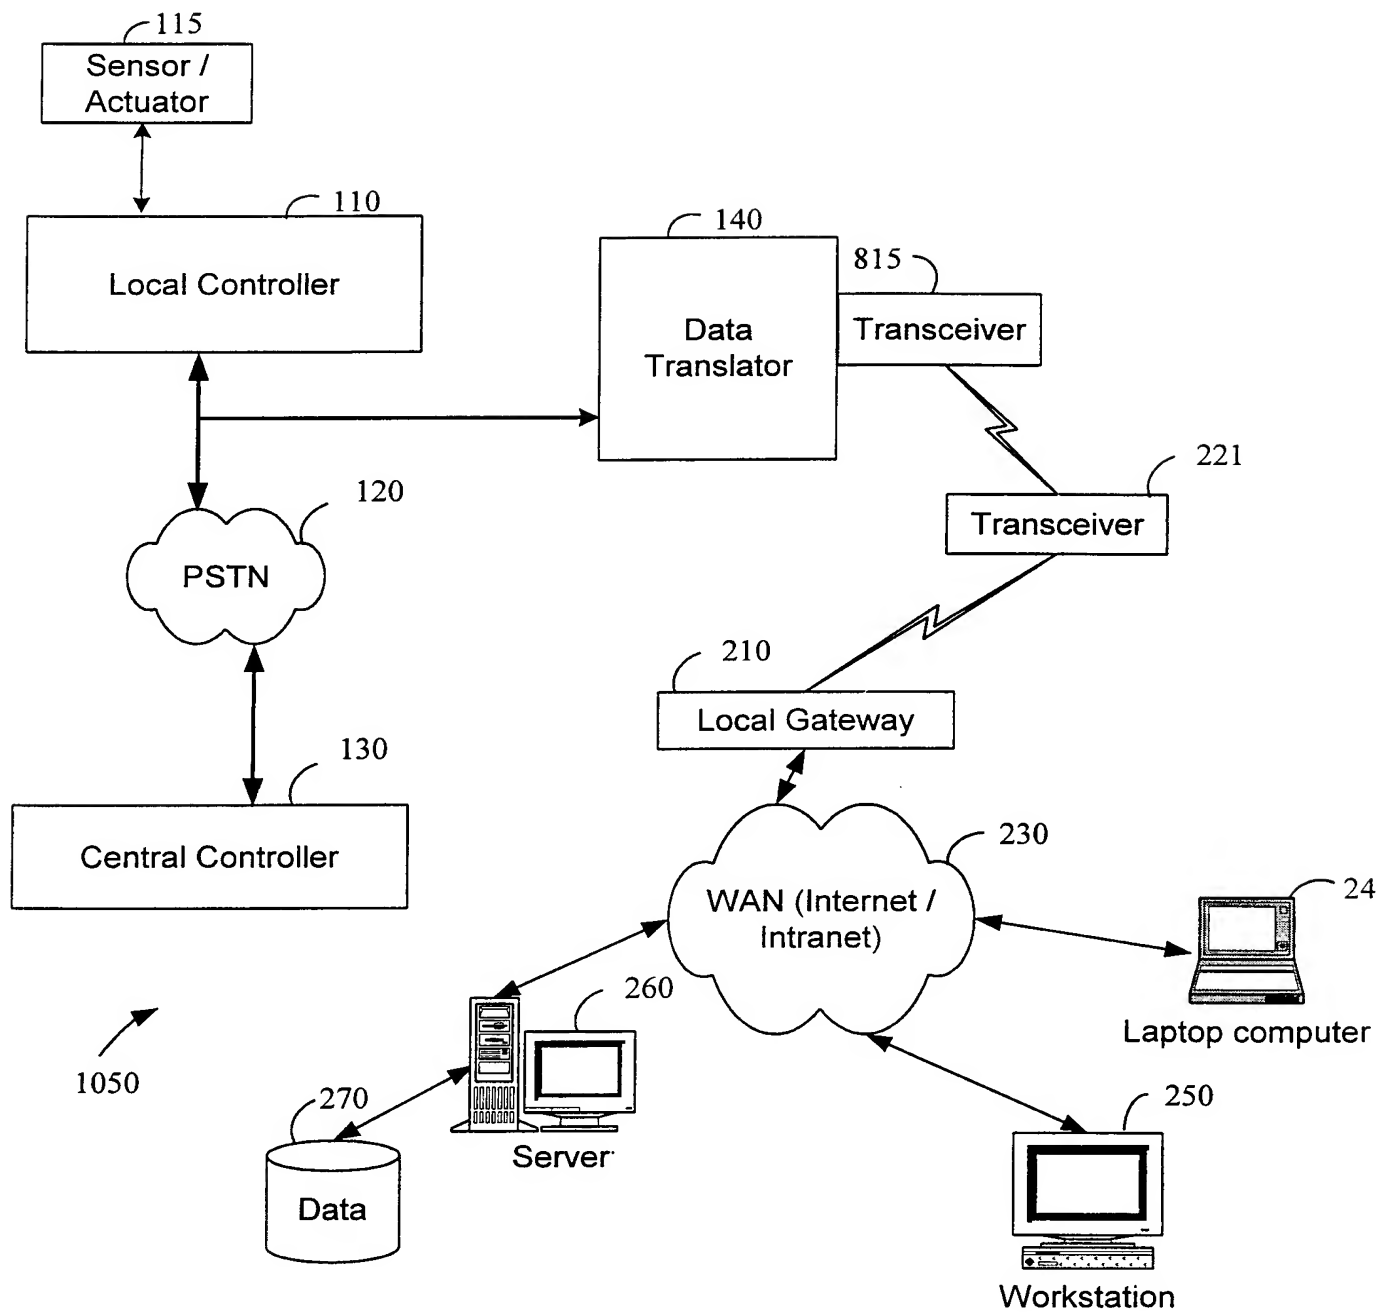 115
Sensor /
Actuator
110
Local Controller
140
Data
Translator
815
Transceiver
221
Transceiver
120
PSTN
210
Local Gateway
130
Central Controller
230
WAN (Internet /
Intranet)
24
Laptop computer
260
Server
1050
270
Data
250
Workstation